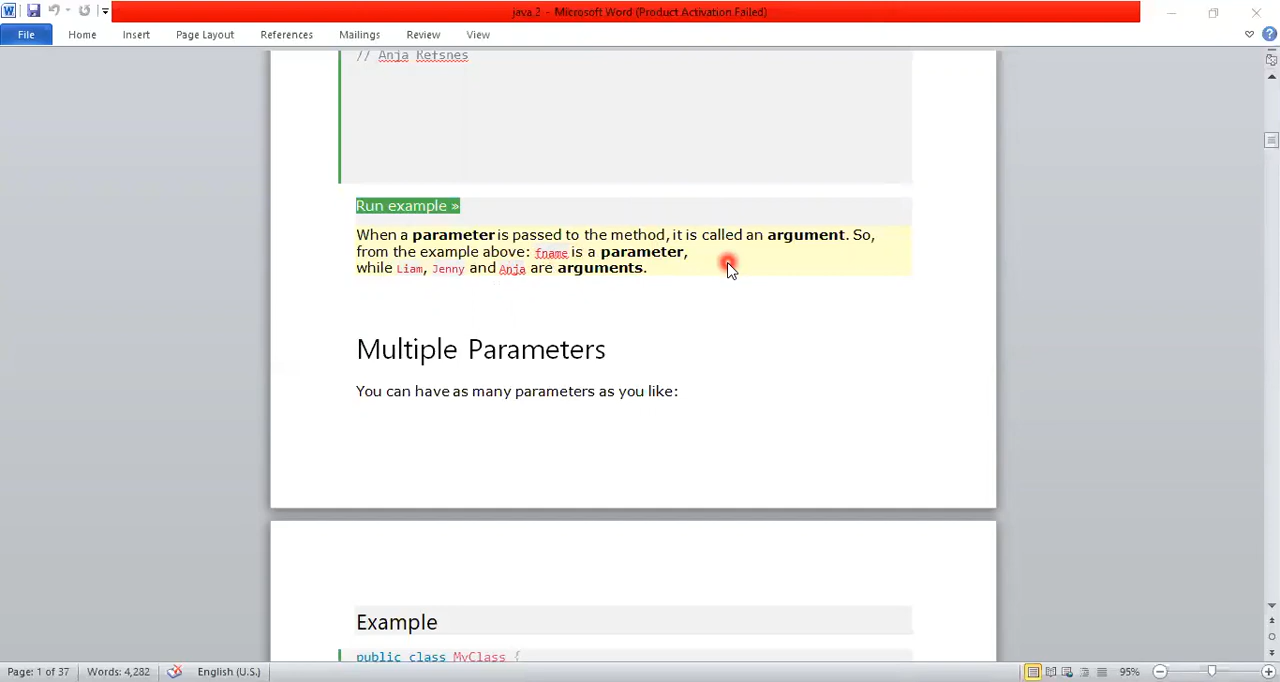 java 2 - Microsoft Word (Product Activation Failed)
File Home Insert Page Layout References Mailings Review View
// Anja Refsnes
Run example »
When a parameter is passed to the method, it is called an argument. So,
from the example above: fname is a parameter,
while Liam, Jenny and Anja are arguments.
Multiple Parameters
You can have as many parameters as you like:
Example
public class MyClass {
Page: 1 of 37 Words: 4,282 English (U.S.) 95%